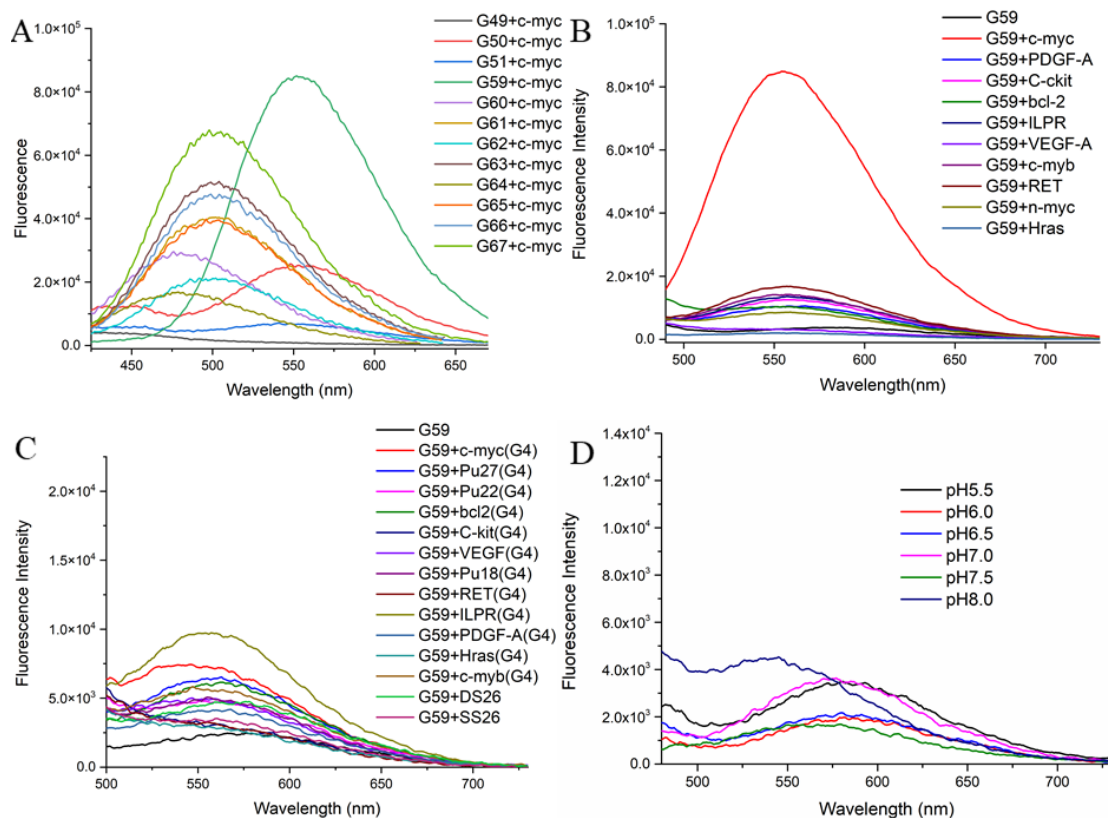 A
Fluorescence
1.0×10⁵
8.0×10⁴
6.0×10⁴
4.0×10⁴
2.0×10⁴
0.0
450 500 550 600 650
Wavelength (nm)
G49+c-myc
G50+c-myc
G51+c-myc
G59+c-myc
G60+c-myc
G61+c-myc
G62+c-myc
G63+c-myc
G64+c-myc
G65+c-myc
G66+c-myc
G67+c-myc
B
Fluorescence Intensity
1.0×10⁵
8.0×10⁴
6.0×10⁴
4.0×10⁴
2.0×10⁴
0.0
500 550 600 650 700
Wavelength(nm)
G59
G59+c-myc
G59+PDGF-A
G59+C-ckit
G59+bcl-2
G59+ILPR
G59+VEGF-A
G59+c-myb
G59+RET
G59+n-myc
G59+Hras
C
Fluorescence Intensity
2.0×10⁴
1.5×10⁴
1.0×10⁴
5.0×10³
0.0
500 550 600 650 700
Wavelength (nm)
G59
G59+c-myc(G4)
G59+Pu27(G4)
G59+Pu22(G4)
G59+bcl2(G4)
G59+C-kit(G4)
G59+VEGF(G4)
G59+Pu18(G4)
G59+RET(G4)
G59+ILPR(G4)
G59+PDGF-A(G4)
G59+Hras(G4)
G59+c-myb(G4)
G59+DS26
G59+SS26
D
Fluorescence Intensity
1.4×10⁴
1.2×10⁴
1.0×10⁴
8.0×10³
6.0×10³
4.0×10³
2.0×10³
0.0
500 550 600 650 700
Wavelength (nm)
pH5.5
pH6.0
pH6.5
pH7.0
pH7.5
pH8.0